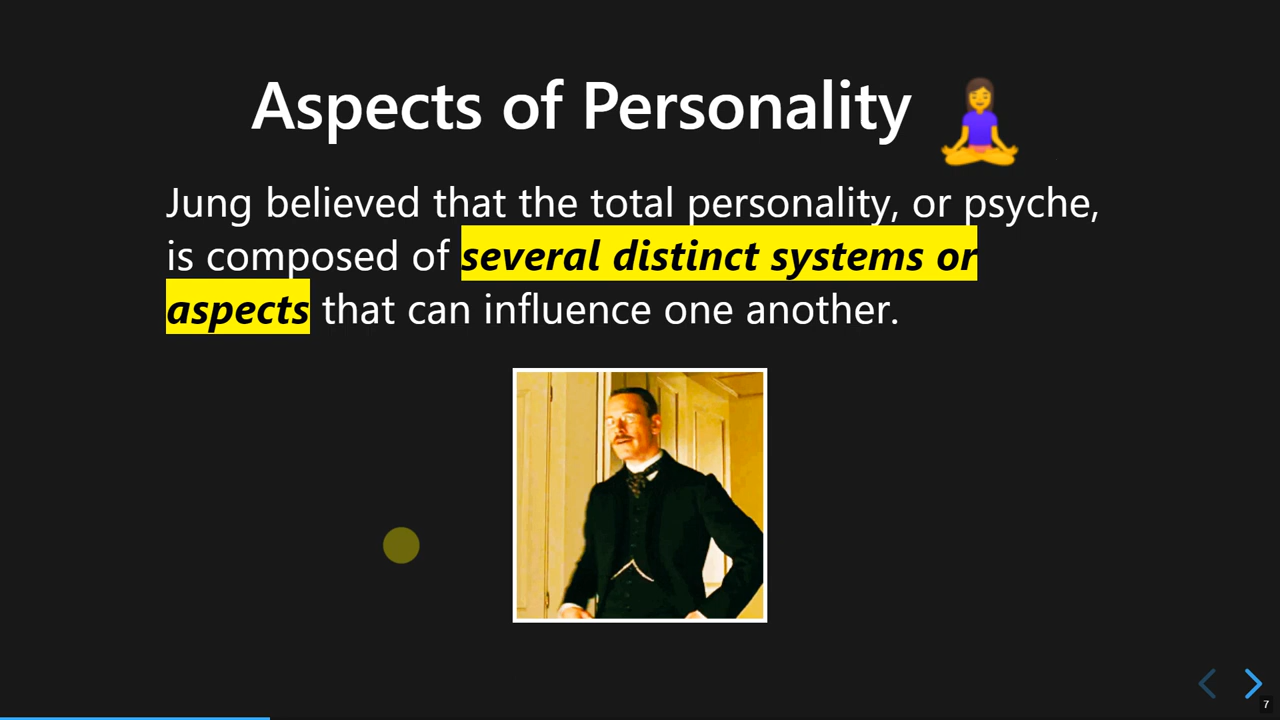 Aspects of Personality
Jung believed that the total personality, or psyche,
is composed of several distinct systems or
aspects that can influence one another.
7